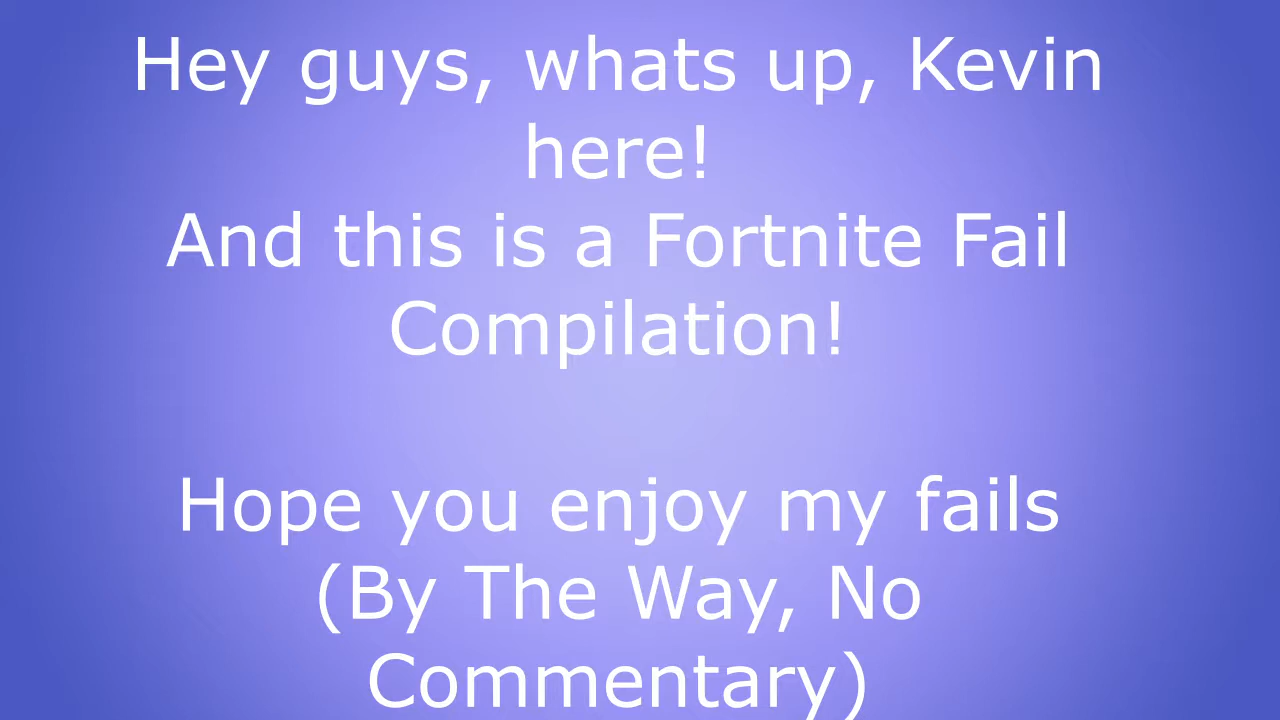 Hey guys, whats up, Kevin
here!
And this is a Fortnite Fail
Compilation!
Hope you enjoy my fails
(By The Way, No
Commentary)